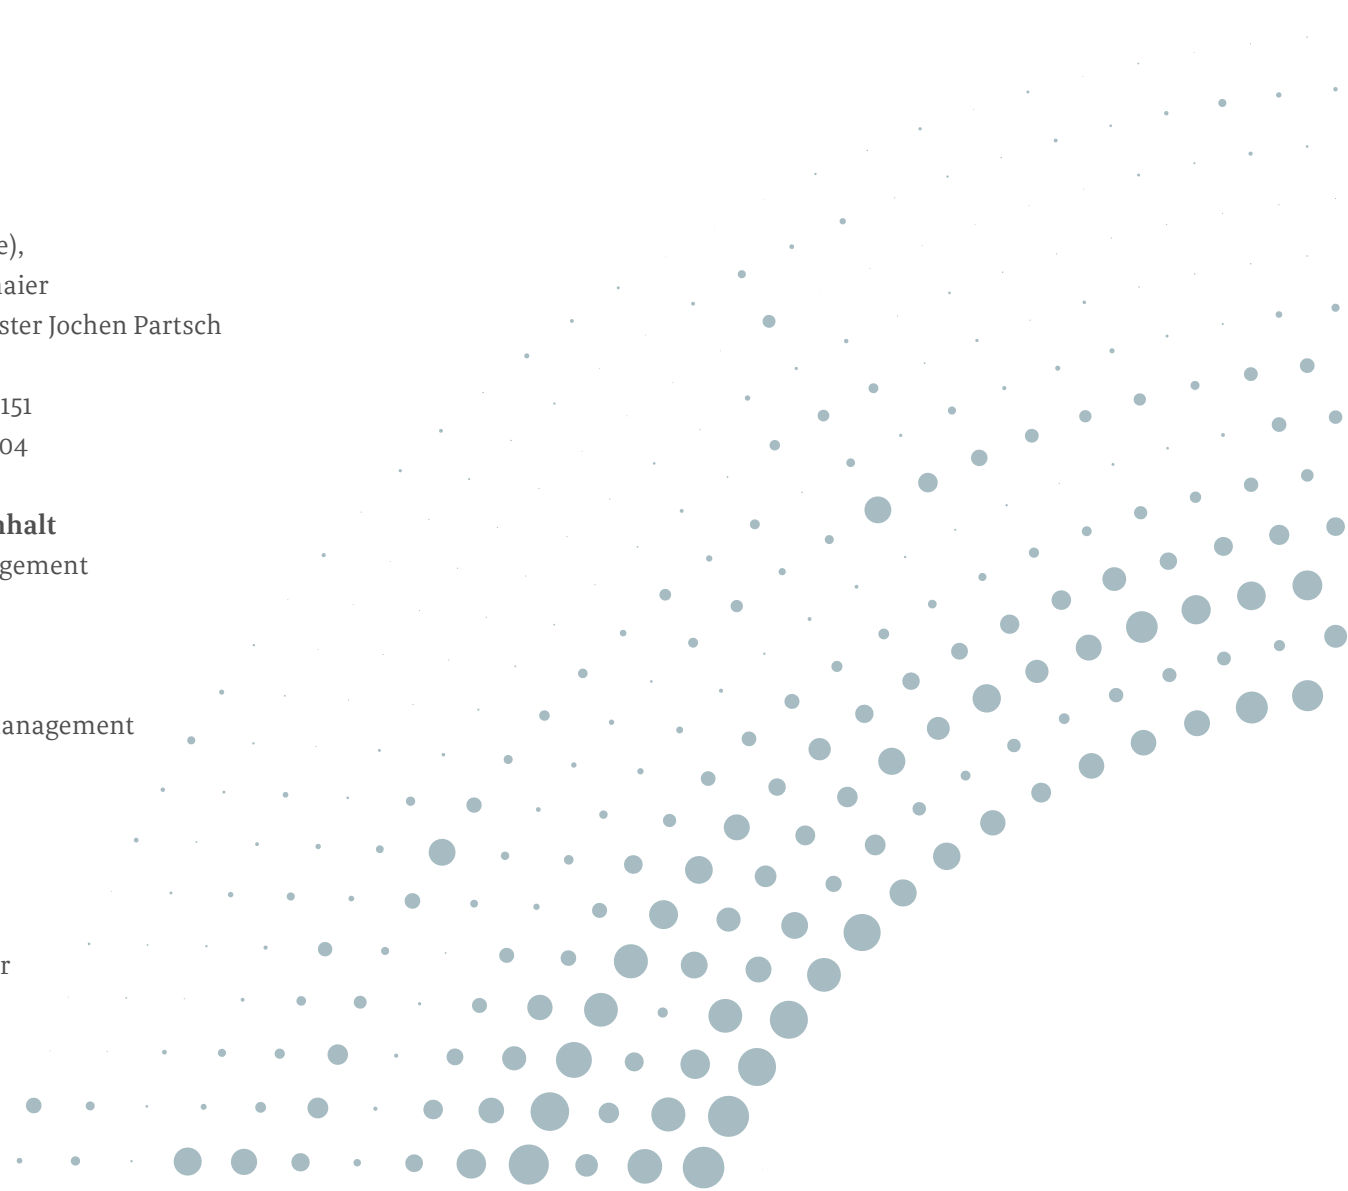 e),
aier
ster Jochen Partsch
151
04
nhalt
gement
anagement
r